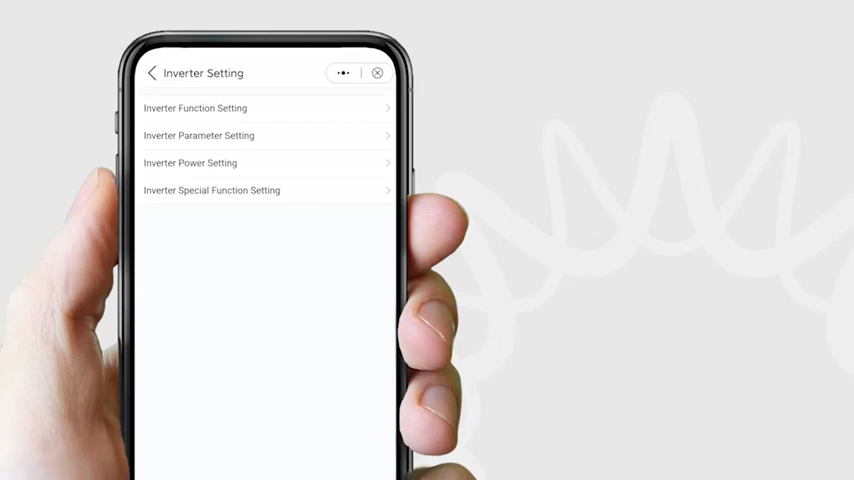 Inverter Setting
Inverter Function Setting
Inverter Parameter Setting
Inverter Power Setting
Inverter Special Function Setting